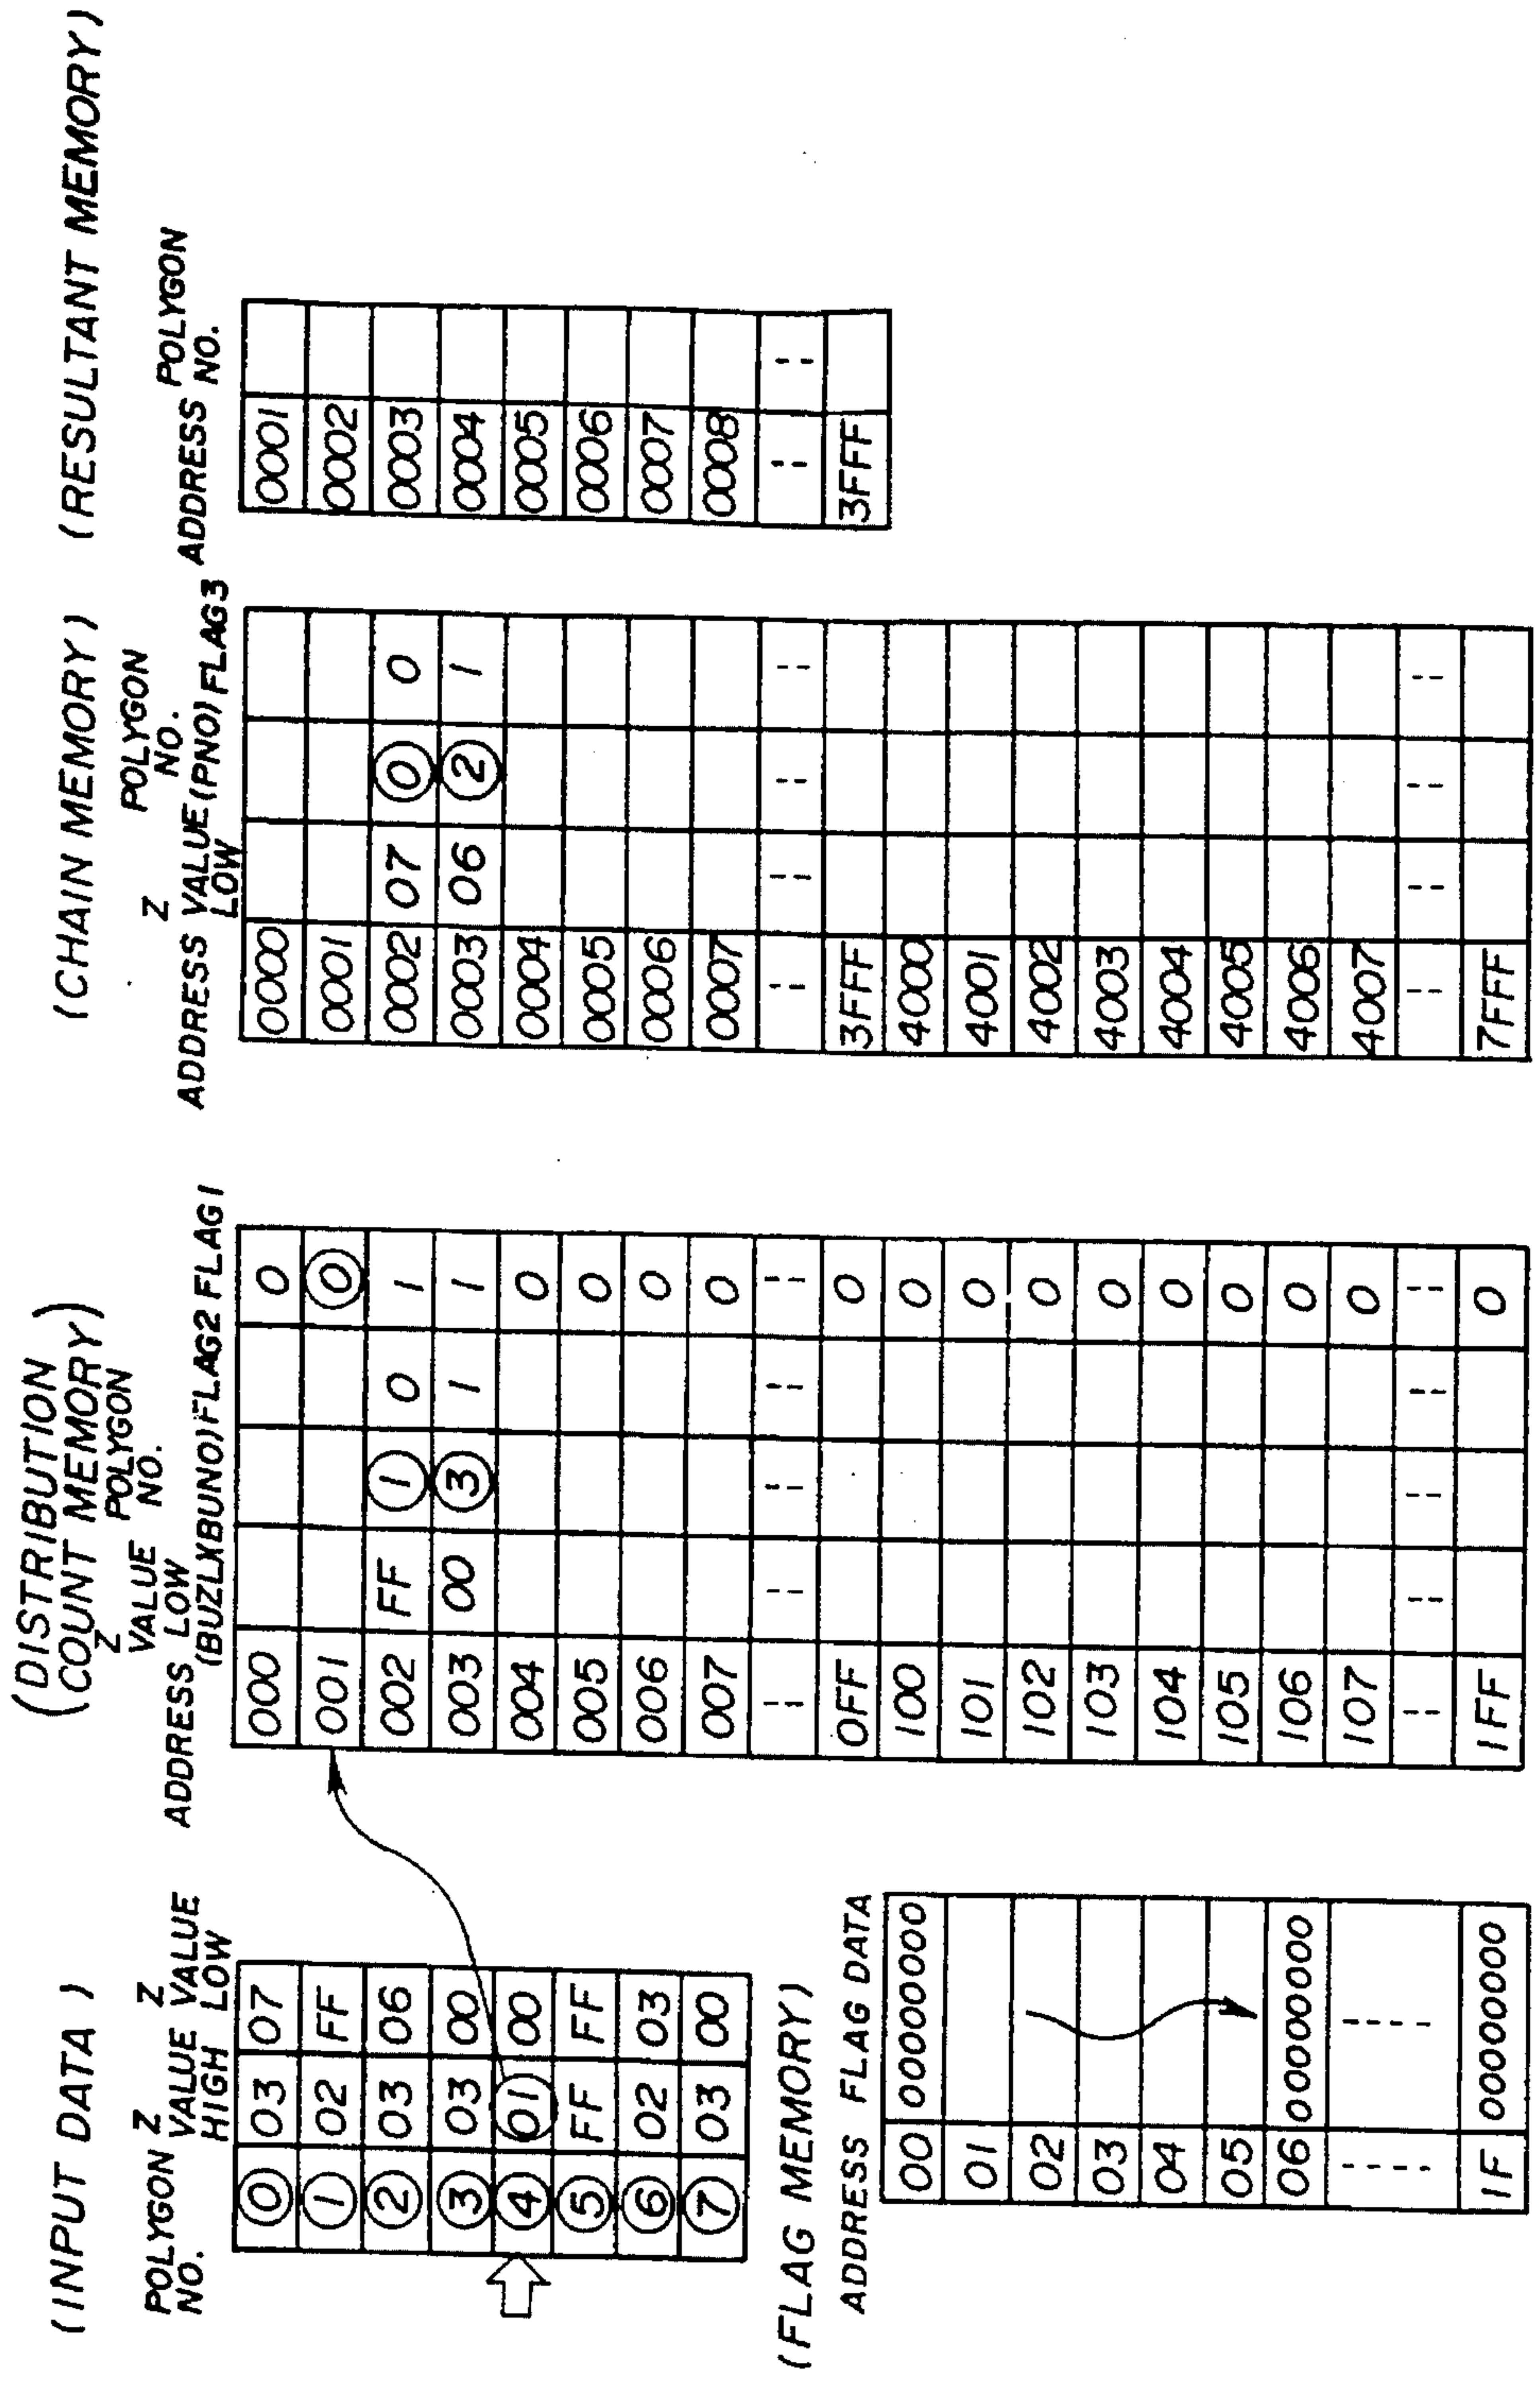 (INPUT DATA)
POLYGON NO. Z VALUE HIGH Z VALUE LOW
⓪ 03 07
① 02 FF
② 03 06
③ 03 00
④ 01 00
⑤ FF FF
⑥ 02 03
⑦ 03 00
(FLAG MEMORY)
ADDRESS FLAG DATA
00 00000000
01
02
03
04
05
06 00000000
---- ----
1F 00000000
(DISTRIBUTION COUNT MEMORY)
ADDRESS Z VALUE LOW (BUZL) POLYGON NO. (BUNO) FLAG2 FLAG1
000 0
001 ⓪
002 FF ① 0 1
003 00 ③ 1 1
004 0
005 0
006 0
007 0
-- -- -- -- --
0FF 0
100 0
101 0
102 0
103 0
104 0
105 0
106 0
107 0
-- -- -- -- --
1FF 0
(CHAIN MEMORY)
ADDRESS Z VALUE LOW POLYGON NO. (PNO) FLAG3
0000
0001
0002 07 ⓪ 0
0003 06 ② 1
0004
0005
0006
0007
-- -- -- --
3FFF
4000
4001
4002
4003
4004
4005
4006
4007
-- -- -- --
7FFF
(RESULTANT MEMORY)
ADDRESS POLYGON NO.
0001
0002
0003
0004
0005
0006
0007
0008
-- --
3FFF